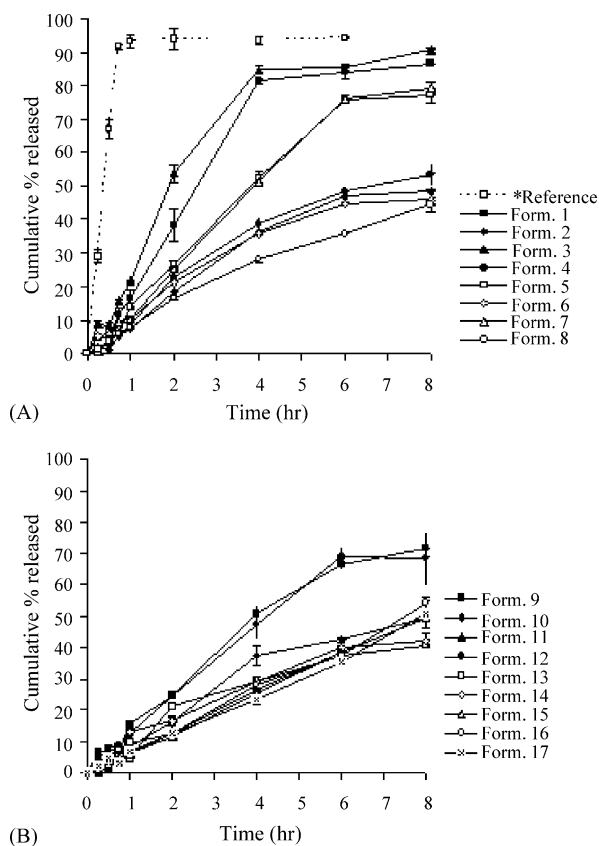 100
90
80
70
60
50
40
30
20
10
0
Cumulative % released
0 1 2 3 4 5 6 7 8
Time (hr)
(A)
*Reference
Form. 1
Form. 2
Form. 3
Form. 4
Form. 5
Form. 6
Form. 7
Form. 8
100
90
80
70
60
50
40
30
20
10
0
Cumulative % released
0 1 2 3 4 5 6 7 8
Time (hr)
(B)
Form. 9
Form. 10
Form. 11
Form. 12
Form. 13
Form. 14
Form. 15
Form. 16
Form. 17